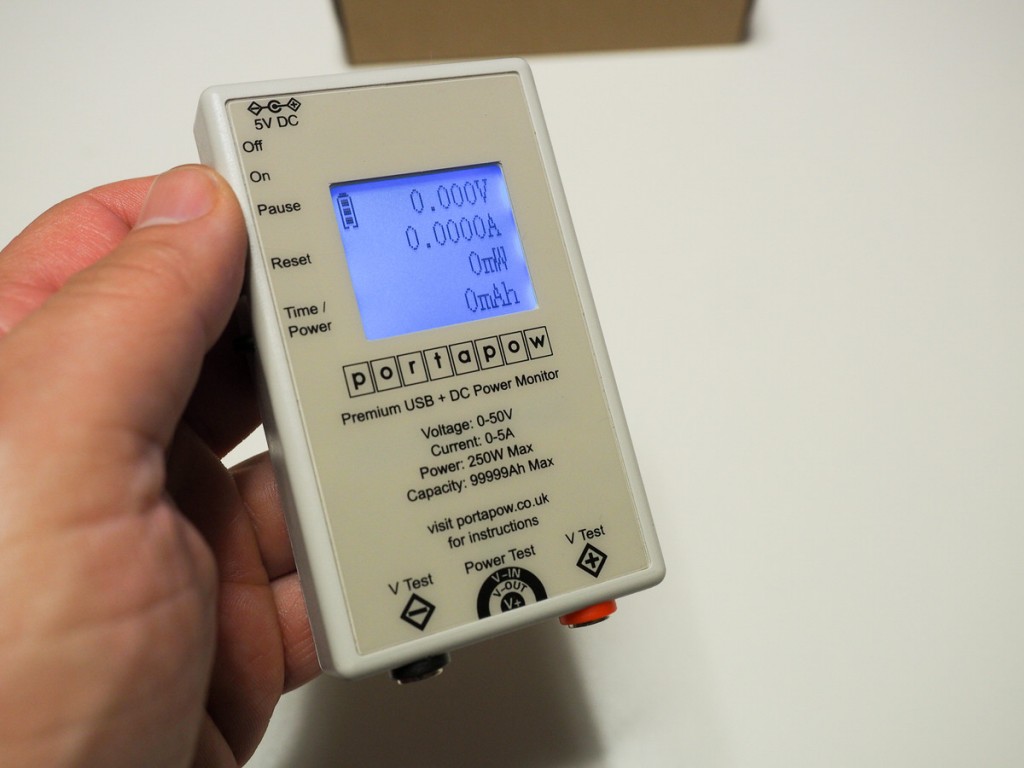 5V DC
Off
On
Pause
Reset
Time /
Power
0.000V
0.0000A
0mW
0mAh
portapow
Premium USB + DC Power Monitor
Voltage: 0-50V
Current: 0-5A
Power: 250W Max
Capacity: 99999Ah Max
visit portapow.co.uk
for instructions
V Test
Power Test
V Test
V-IN
V-OUT
V+